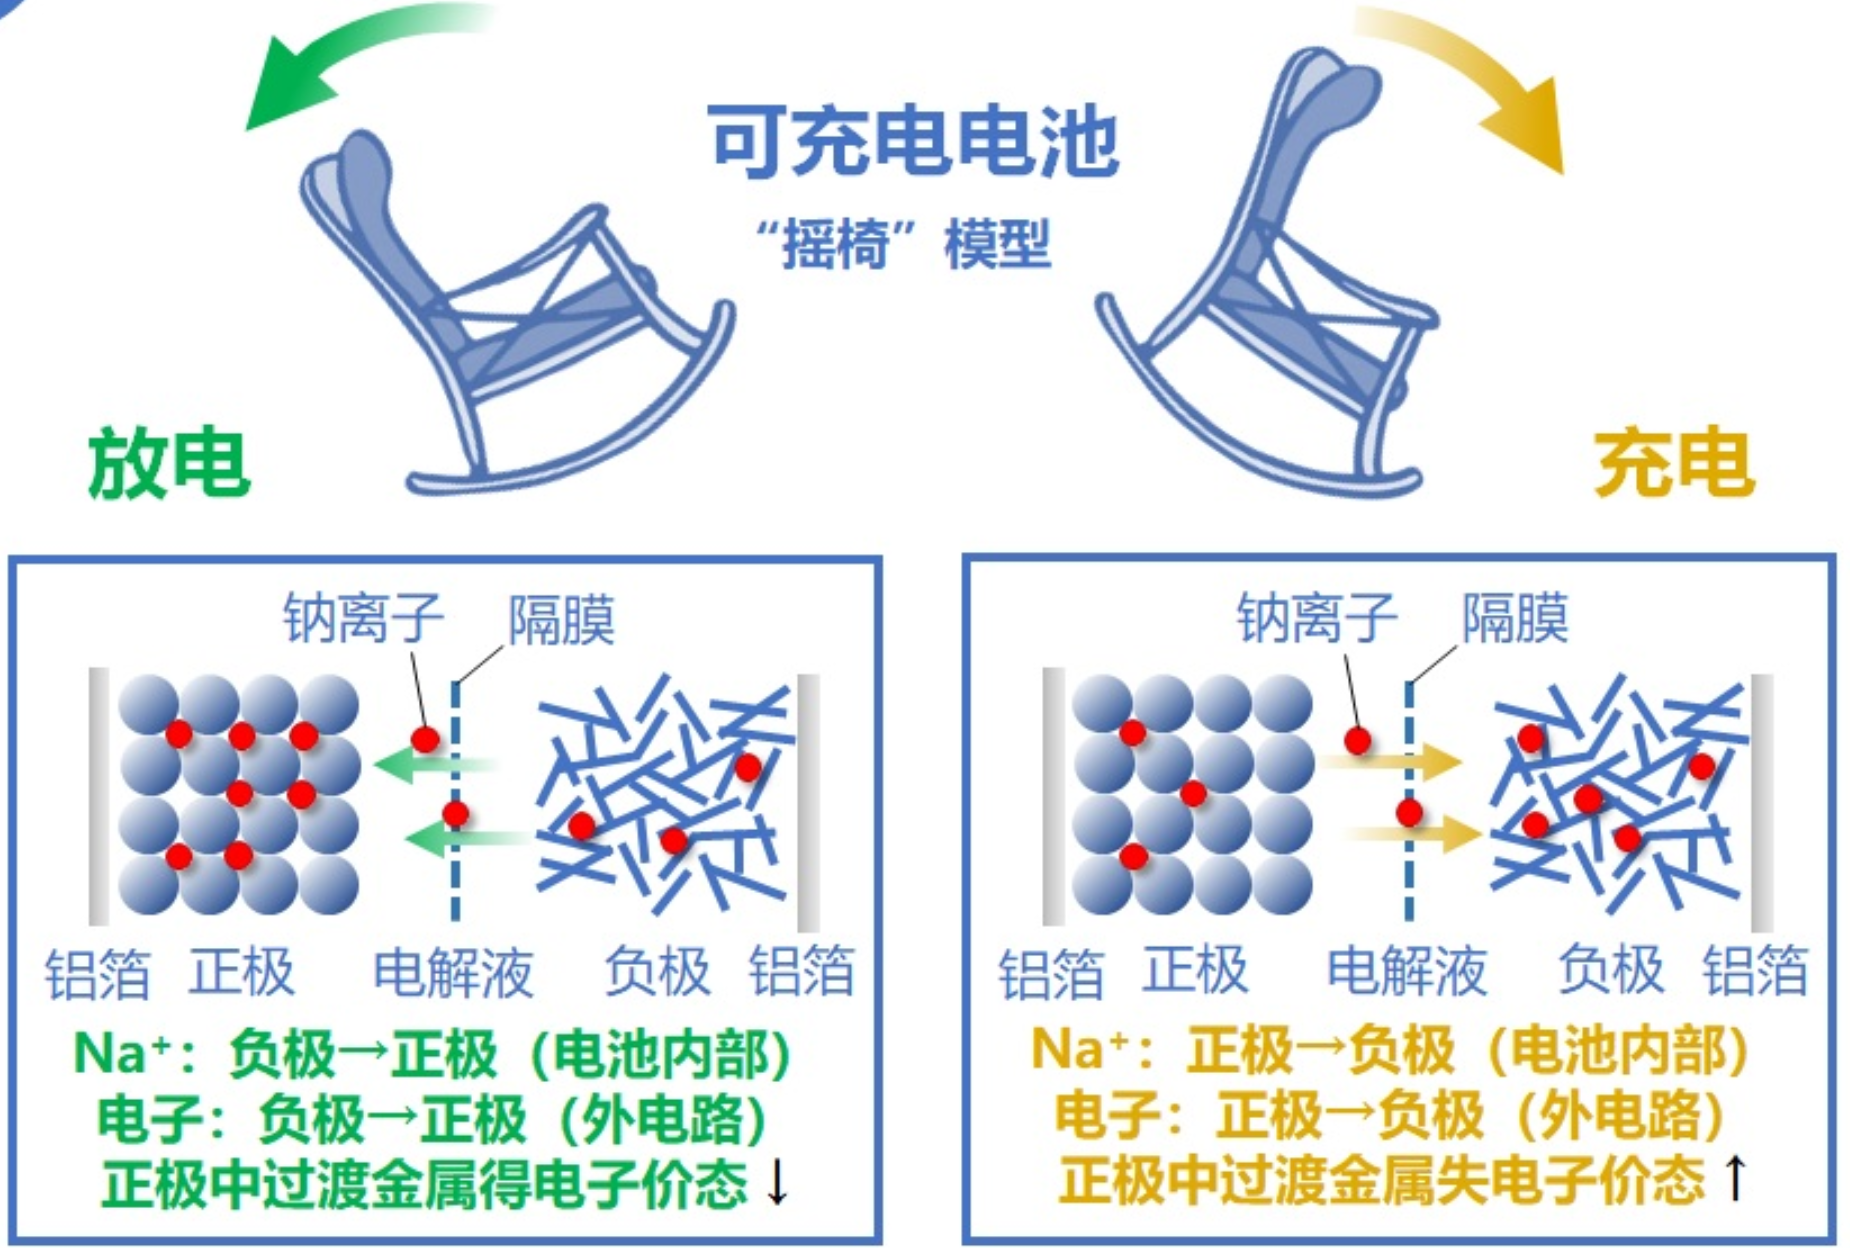 可充电电池
“摇椅”模型
放电
充电
钠离子 隔膜
铝箔 正极 电解液 负极 铝箔
Na⁺：负极→正极（电池内部）
电子：负极→正极（外电路）
正极中过渡金属得电子价态↓
钠离子 隔膜
铝箔 正极 电解液 负极 铝箔
Na⁺：正极→负极（电池内部）
电子：正极→负极（外电路）
正极中过渡金属失电子价态↑